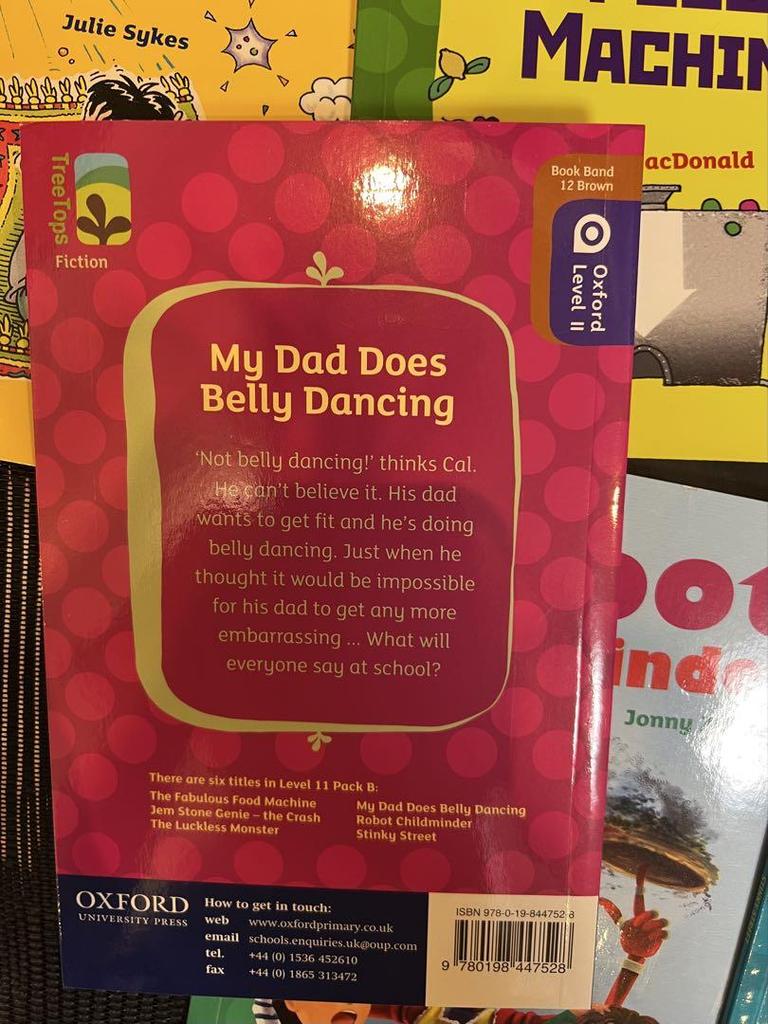 Julie Sykes
MACHIN
acDonald
TreeTops
Fiction
Book Band
12 Brown
Oxford
Level 11
My Dad Does
Belly Dancing
‘Not belly dancing!’ thinks Cal.
He can’t believe it. His dad
wants to get fit and he’s doing
belly dancing. Just when he
thought it would be impossible
for his dad to get any more
embarrassing ... What will
everyone say at school?
There are six titles in Level 11 Pack B:
The Fabulous Food Machine
Jem Stone Genie – the Crash
The Luckless Monster
My Dad Does Belly Dancing
Robot Childminder
Stinky Street
OXFORD
UNIVERSITY PRESS
How to get in touch:
web www.oxfordprimary.co.uk
email schools.enquiries.uk@oup.com
tel. +44 (0) 1536 452610
fax +44 (0) 1865 313472
ISBN 978-0-19-844752-8
9 780198 447528
bot
inde
Jonny